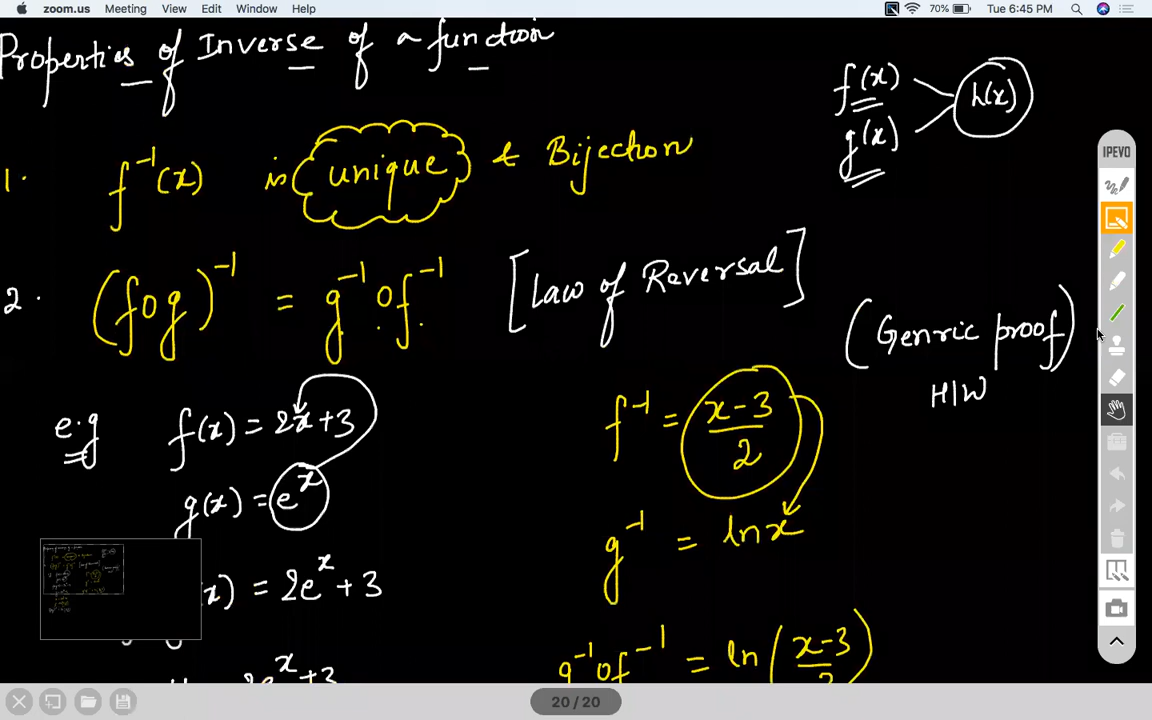 zoom.us Meeting View Edit Window Help 70% Tue 6:45 PM
Properties of Inverse of a function
f(x)
g(x)
h(x)
1. f⁻¹(x) is unique & Bijection
2. (fog)⁻¹ = g⁻¹of⁻¹ [Law of Reversal]
(Genric proof)
H/W
e.g f(x) = 2x+3
g(x) = eˣ
f⁻¹ = x-3/2
g⁻¹ = ln x
x) = 2eˣ+3
g⁻¹of⁻¹ = ln(x-3/2)
IPEVO
20 / 20